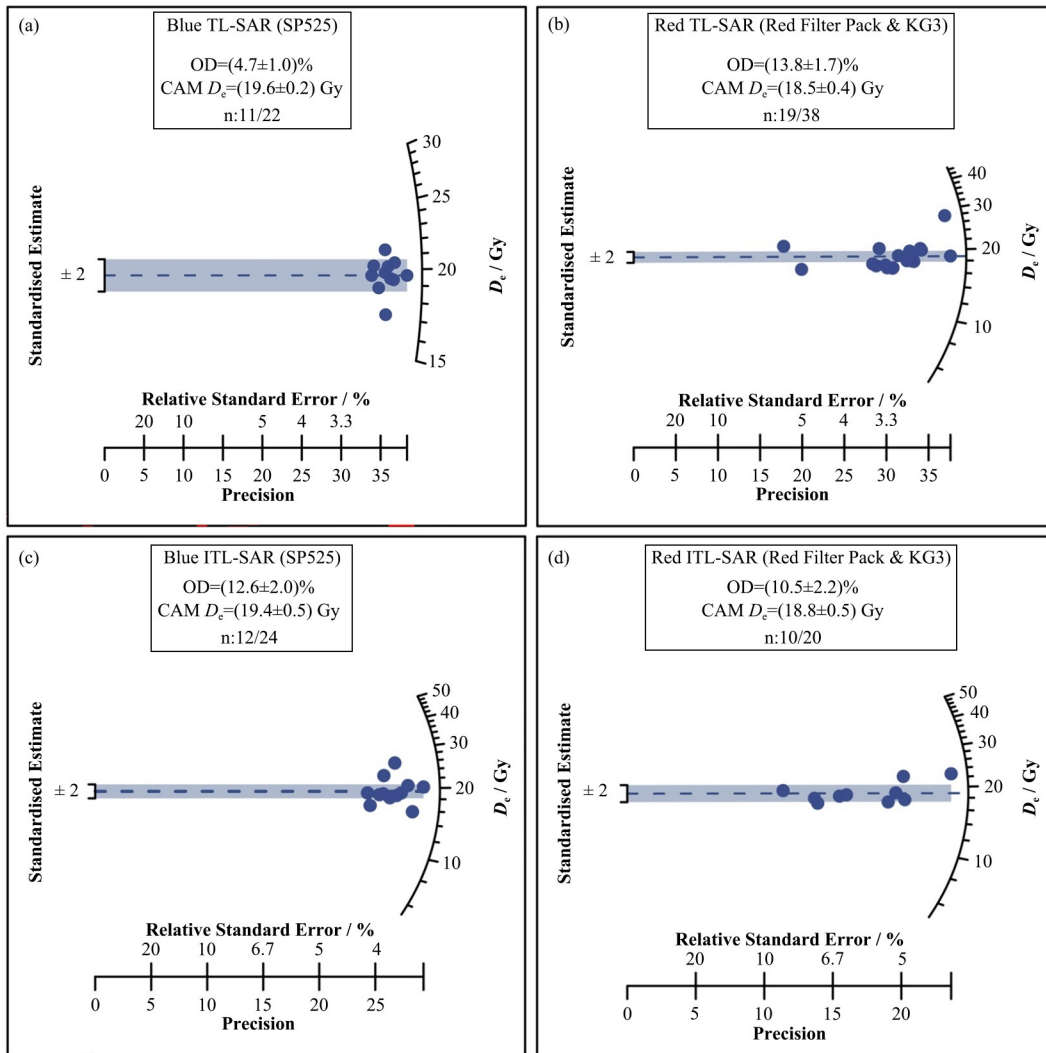 (a)
Blue TL-SAR (SP525)
OD=(4.7±1.0)%
CAM Dₑ=(19.6±0.2) Gy
n:11/22
Standardised Estimate
± 2
30
25
20
15
Dₑ / Gy
Relative Standard Error / %
20 10 5 4 3.3
0 5 10 15 20 25 30 35
Precision
(b)
Red TL-SAR (Red Filter Pack & KG3)
OD=(13.8±1.7)%
CAM Dₑ=(18.5±0.4) Gy
n:19/38
Standardised Estimate
± 2
40
30
20
10
Dₑ / Gy
Relative Standard Error / %
20 10 5 4 3.3
0 5 10 15 20 25 30 35
Precision
(c)
Blue ITL-SAR (SP525)
OD=(12.6±2.0)%
CAM Dₑ=(19.4±0.5) Gy
n:12/24
Standardised Estimate
± 2
50
40
30
20
10
Dₑ / Gy
Relative Standard Error / %
20 10 6.7 5 4
0 5 10 15 20 25
Precision
(d)
Red ITL-SAR (Red Filter Pack & KG3)
OD=(10.5±2.2)%
CAM Dₑ=(18.8±0.5) Gy
n:10/20
Standardised Estimate
± 2
50
40
30
20
10
Dₑ / Gy
Relative Standard Error / %
20 10 6.7 5
0 5 10 15 20
Precision